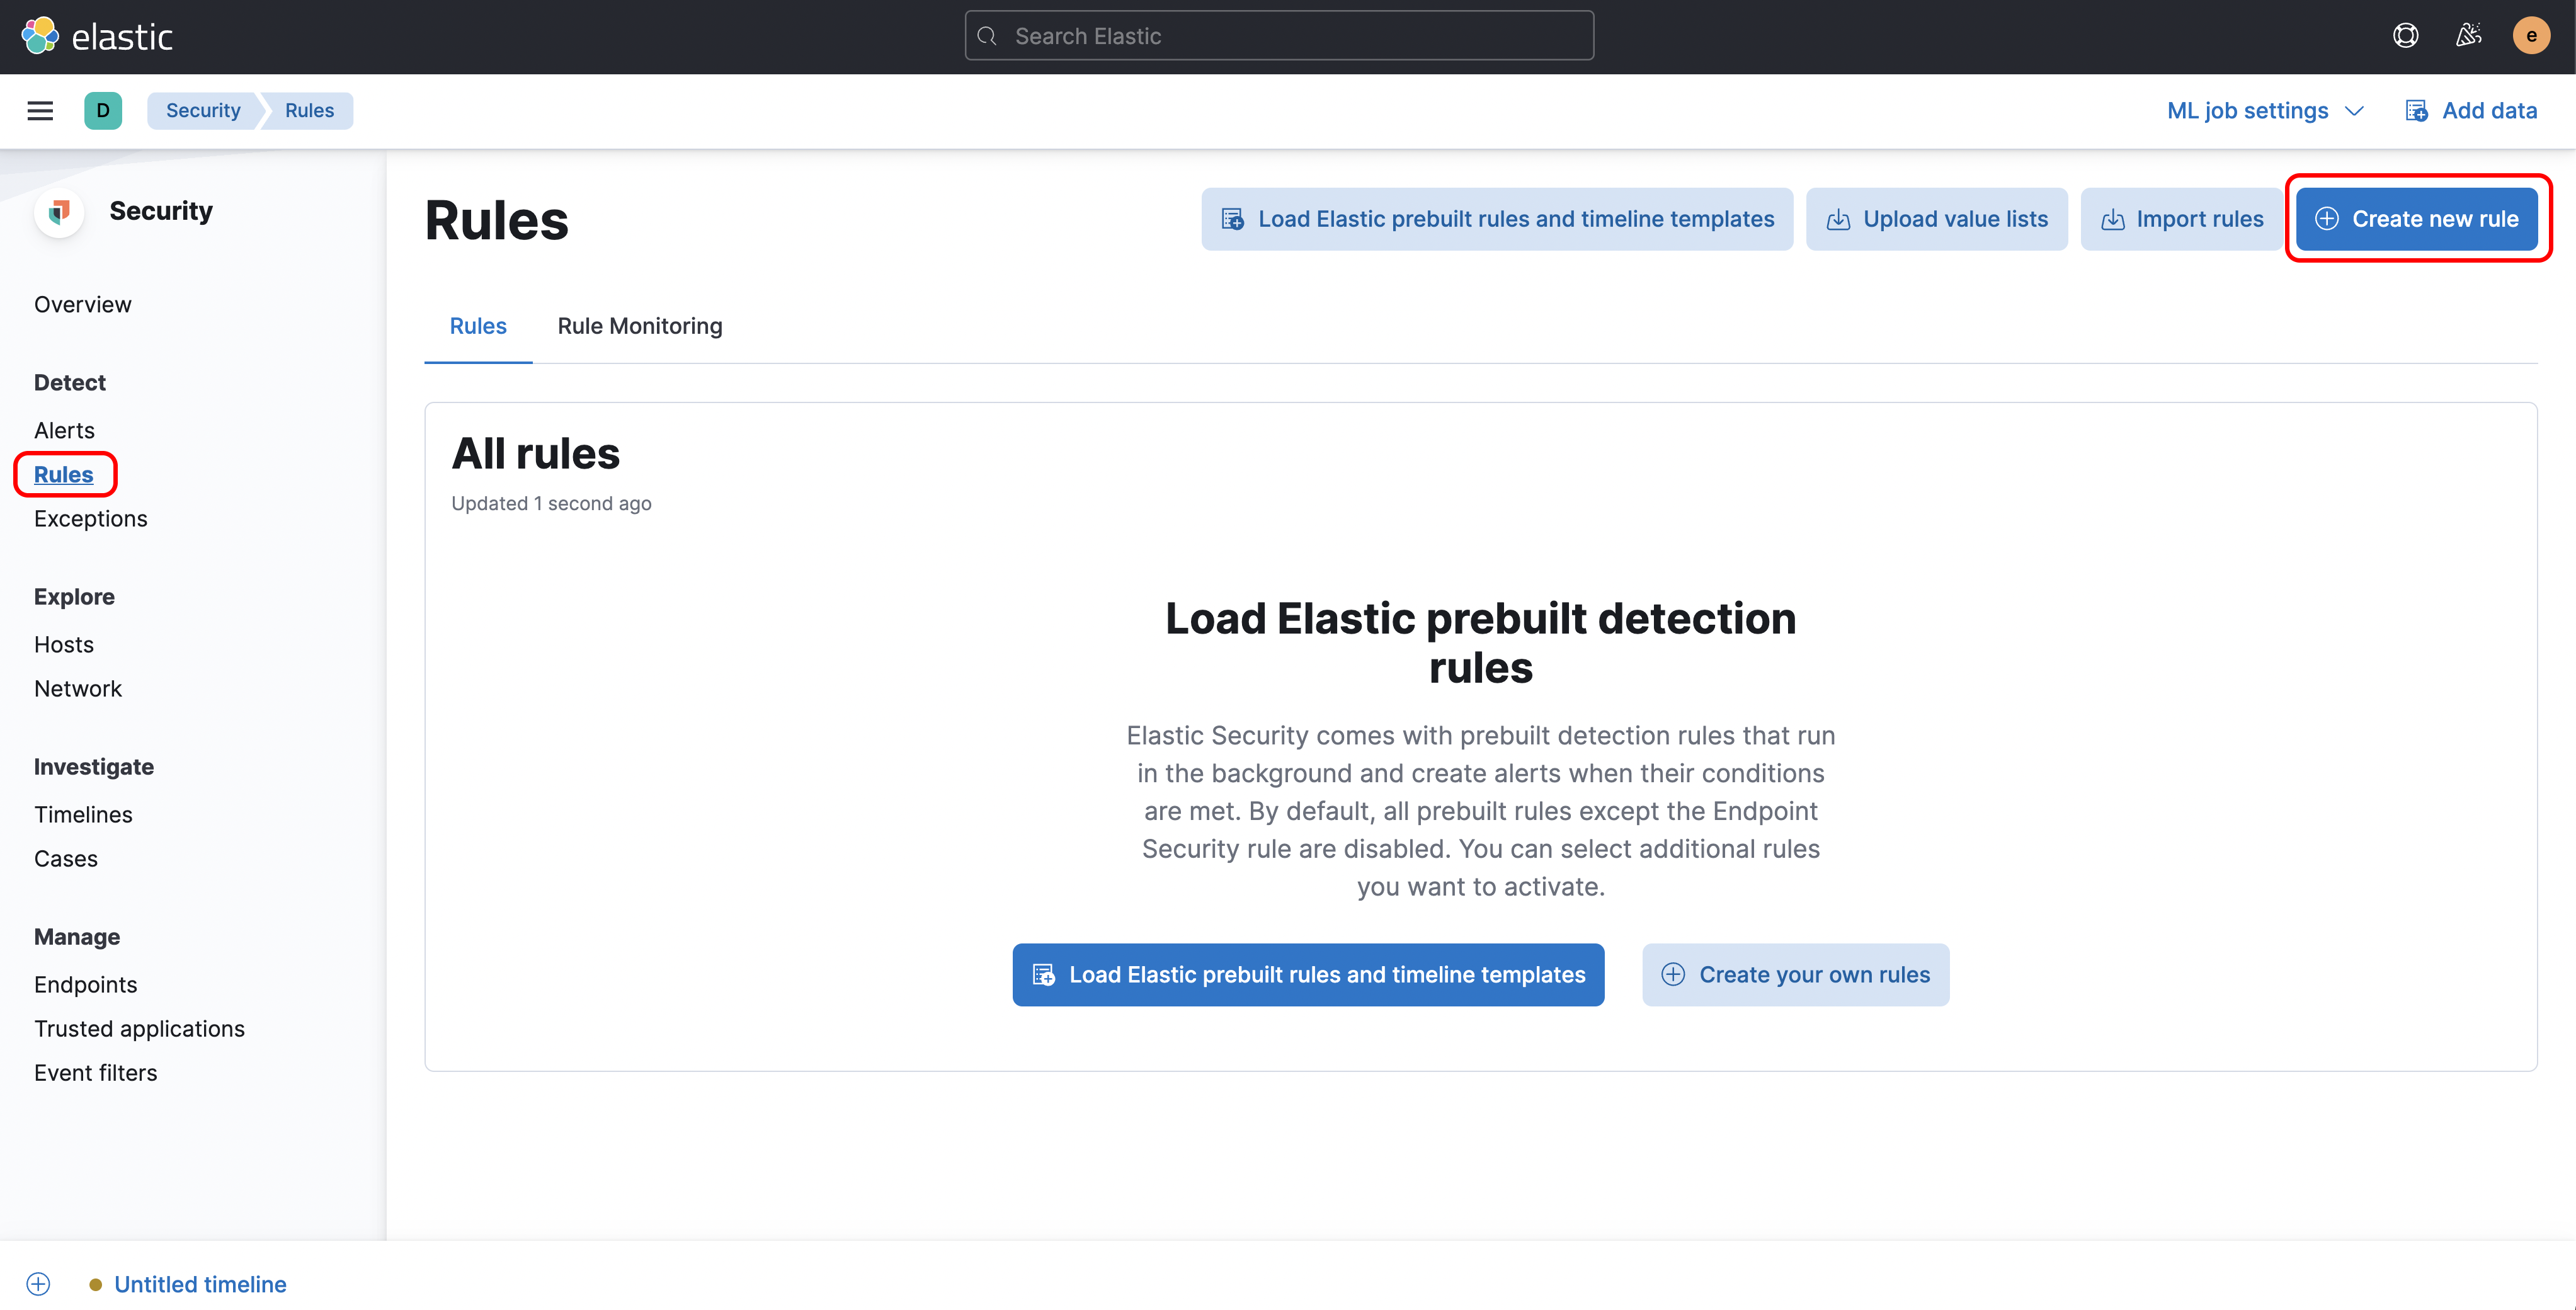 elastic
Search Elastic
e
D
Security
Rules
ML job settings
Add data
Security
Overview
Detect
Alerts
Rules
Exceptions
Explore
Hosts
Network
Investigate
Timelines
Cases
Manage
Endpoints
Trusted applications
Event filters
Rules
Load Elastic prebuilt rules and timeline templates
Upload value lists
Import rules
Create new rule
Rules
Rule Monitoring
All rules
Updated 1 second ago
Load Elastic prebuilt detection
rules
Elastic Security comes with prebuilt detection rules that run
in the background and create alerts when their conditions
are met. By default, all prebuilt rules except the Endpoint
Security rule are disabled. You can select additional rules
you want to activate.
Load Elastic prebuilt rules and timeline templates
Create your own rules
Untitled timeline